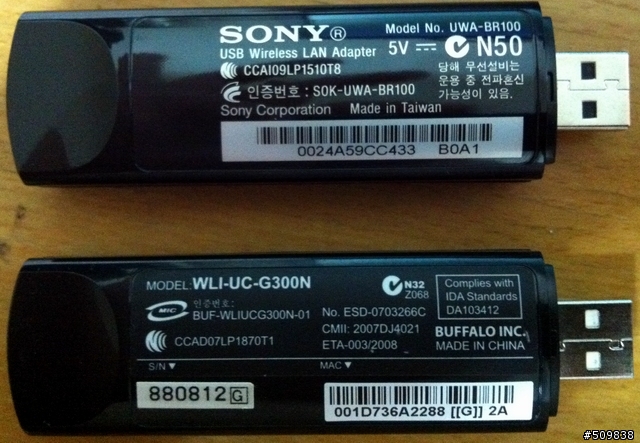 SONY®
Model No. UWA-BR100
USB Wireless LAN Adapter 5V N50
CCAI09LP1510T8
당해 무선설비는
운용 중 전파혼신
가능성이 있음.
인증번호 : SOK-UWA-BR100
Sony Corporation Made in Taiwan
0024A59CC433 B0A1
MODEL:WLI-UC-G300N
N32
Z068
Complies with
IDA Standards
DA103412
MIC
인증번호:
BUF-WLIUCG300N-01
No. ESD-0703266C
CMII: 2007DJ4021
ETA-003/2008
BUFFALO INC.
MADE IN CHINA
CCAD07LP1870T1
S/N▼
MAC▼
880812 G
001D736A2288 [[G]] 2A
#509838